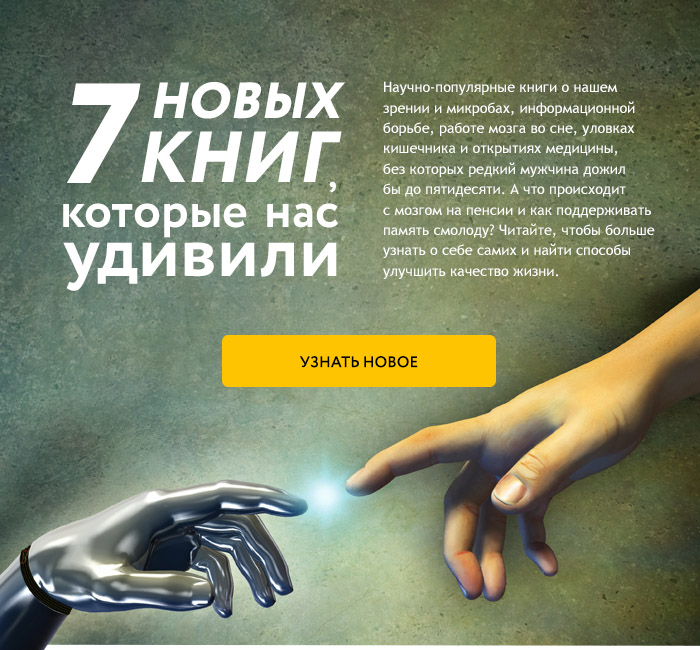 7 НОВЫХ
КНИГ,
которые нас
удивили
Научно-популярные книги о нашем
зрении и микробах, информационной
борьбе, работе мозга во сне, уловках
кишечника и открытиях медицины,
без которых редкий мужчина дожил
бы до пятидесяти. А что происходит
с мозгом на пенсии и как поддерживать
память смолоду? Читайте, чтобы больше
узнать о себе самих и найти способы
улучшить качество жизни.
УЗНАТЬ НОВОЕ